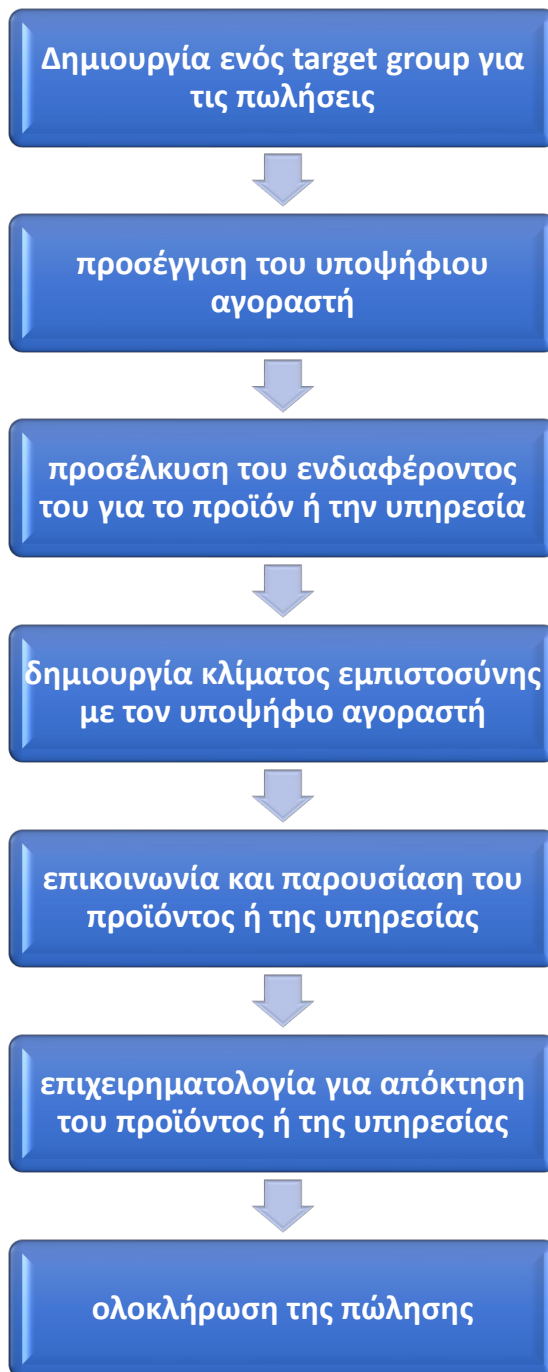 Δημιουργία ενός target group για
τις πωλήσεις
προσέγγιση του υποψήφιου
αγοραστή
προσέλκυση του ενδιαφέροντος
του για το προϊόν ή την υπηρεσία
δημιουργία κλίματος εμπιστοσύνης
με τον υποψήφιο αγοραστή
επικοινωνία και παρουσίαση του
προϊόντος ή της υπηρεσίας
επιχειρηματολογία για απόκτηση
του προϊόντος ή της υπηρεσίας
ολοκλήρωση της πώλησης